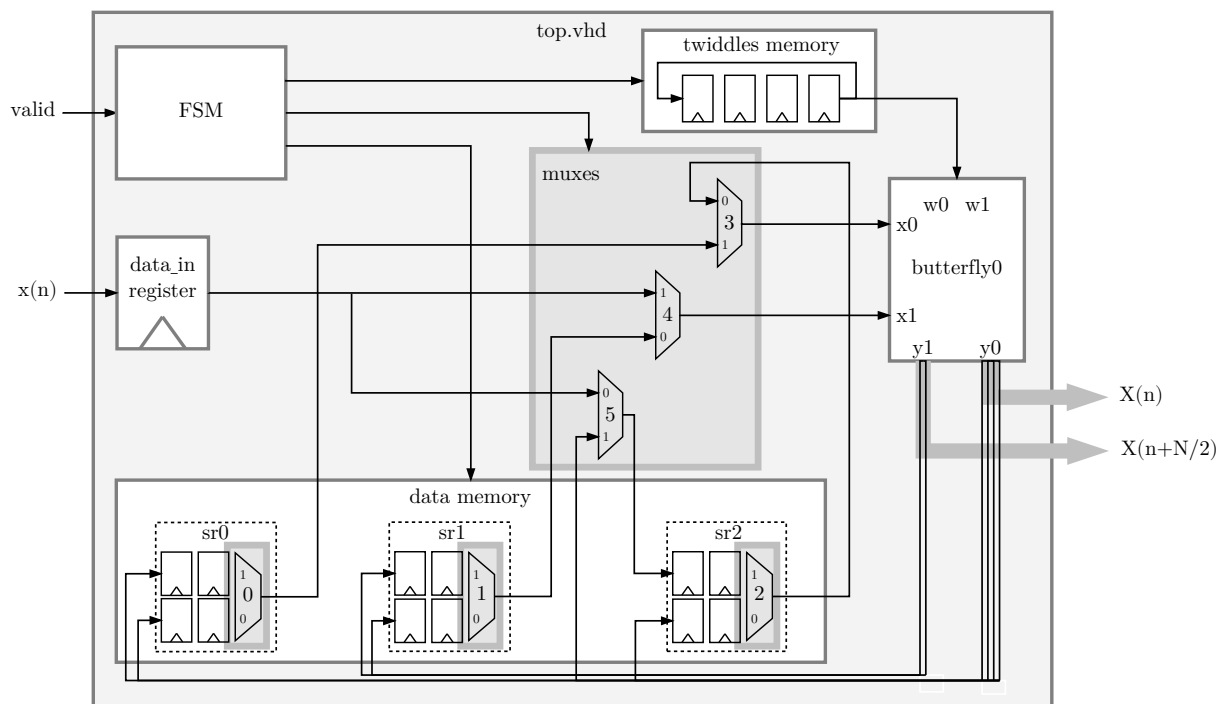 top.vhd
twiddles memory
valid
FSM
muxes
w0 w1
x0
butterfly0
x1
y1
y0
0
3
1
data_in
register
x(n)
1
4
0
0
5
1
X(n)
X(n+N/2)
data memory
sr0
1
0
0
sr1
1
1
0
sr2
1
2
0